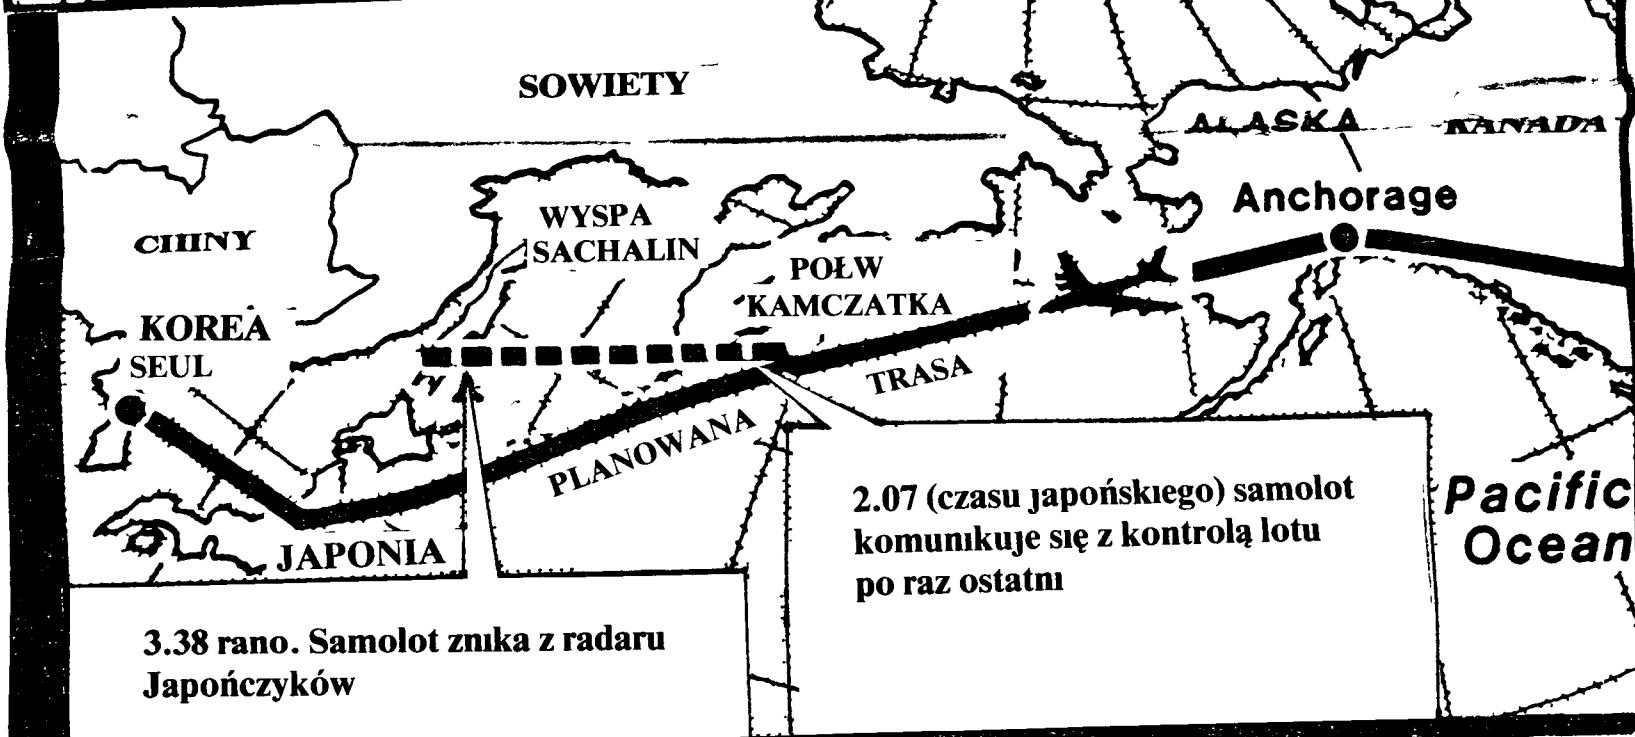 SOWIETY
ALASKA
KANADA
Anchorage
CHINY
WYSPA
SACHALIN
POŁW
KAMCZATKA
KOREA
SEUL
TRASA
PLANOWANA
JAPONIA
Pacific
Ocean
2.07 (czasu japońskiego) samolot
komunikuje się z kontrolą lotu
po raz ostatni
3.38 rano. Samolot znika z radaru
Japończyków